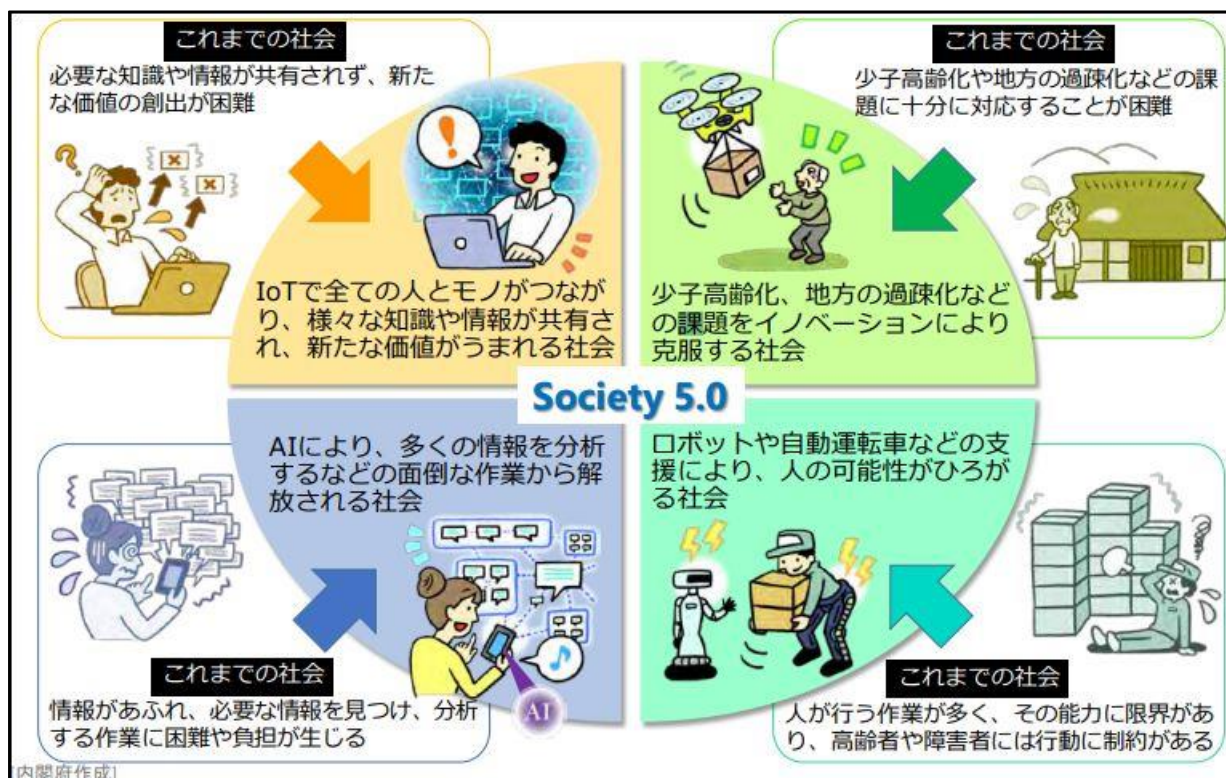 これまでの社会
必要な知識や情報が共有されず、新た
な価値の創出が困難
IoTで全ての人とモノがつなが
り、様々な知識や情報が共有さ
れ、新たな価値がうまれる社会
これまでの社会
少子高齢化や地方の過疎化などの課
題に十分に対応することが困難
少子高齢化、地方の過疎化など
の課題をイノベーションにより
克服する社会
Society 5.0
AIにより、多くの情報を分析
するなどの面倒な作業から解
放される社会
AI
これまでの社会
情報があふれ、必要な情報を見つけ、分析
する作業に困難や負担が生じる
ロボットや自動運転車などの支
援により、人の可能性がひろが
る社会
これまでの社会
人が行う作業が多く、その能力に限界があ
り、高齢者や障害者には行動に制約がある
[内閣府作成]